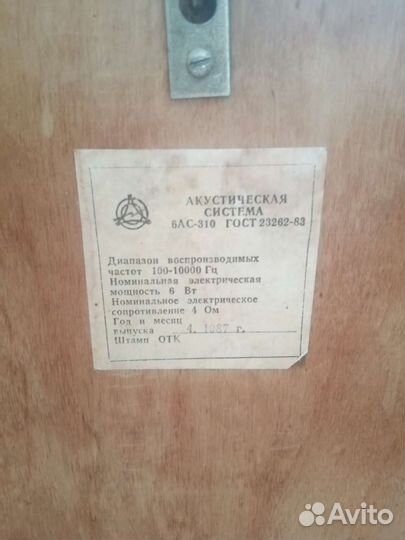 АКУСТИЧЕСКАЯ
СИСТЕМА
6АС-310 ГОСТ 23262-83
Диапазон воспроизводимых
частот 100-10000 Гц
Номинальная электрическая
мощность 6 Вт
Номинальное электрическое
сопротивление 4 Ом
Год и месяц
выпуска 4. 1987 г.
Штамп ОТК
Avito